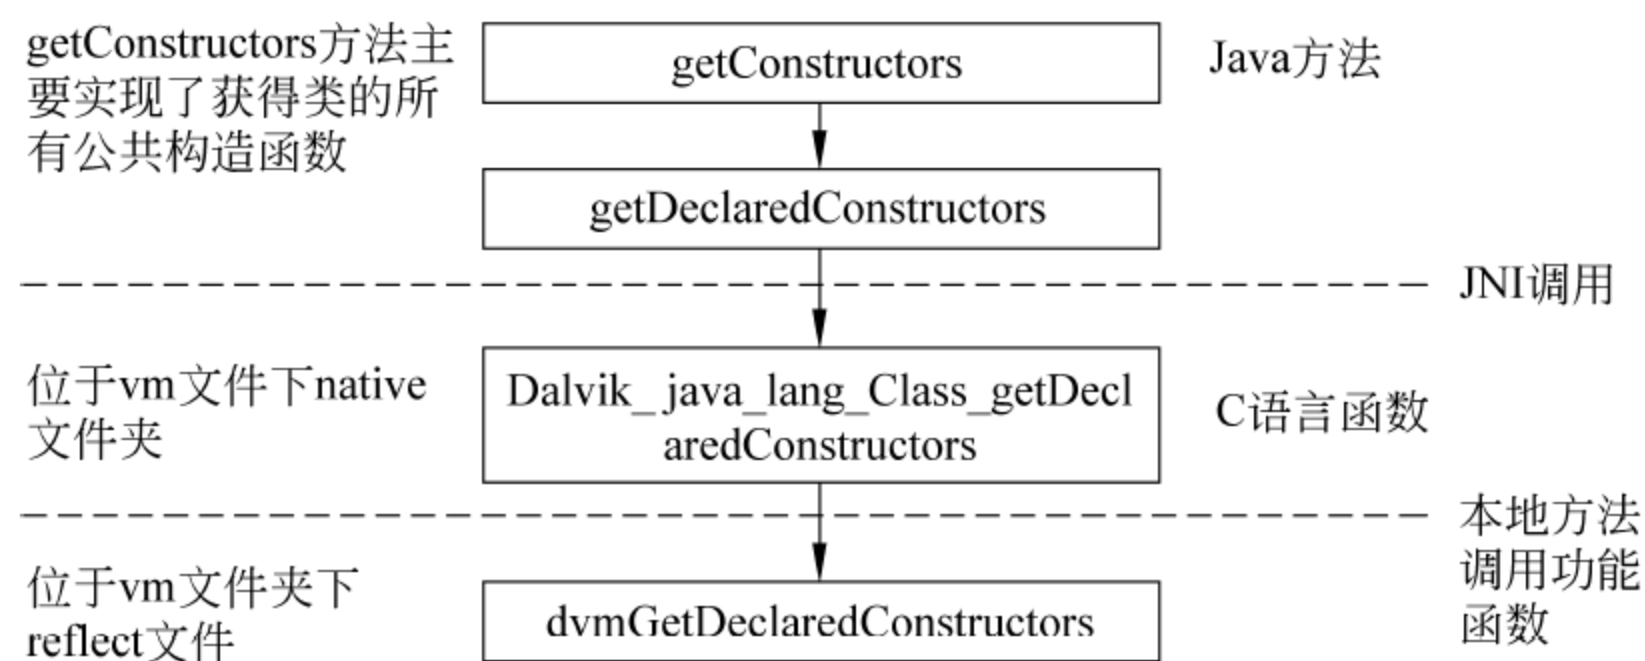 getConstructors方法主
要实现了获得类的所
有公共构造函数
getConstructors
Java方法
getDeclaredConstructors
JNI调用
位于vm文件下native
文件夹
Dalvik_java_lang_Class_getDecl
aredConstructors
C语言函数
本地方法
调用功能
函数
位于vm文件夹下
reflect文件
dvmGetDeclaredConstructors